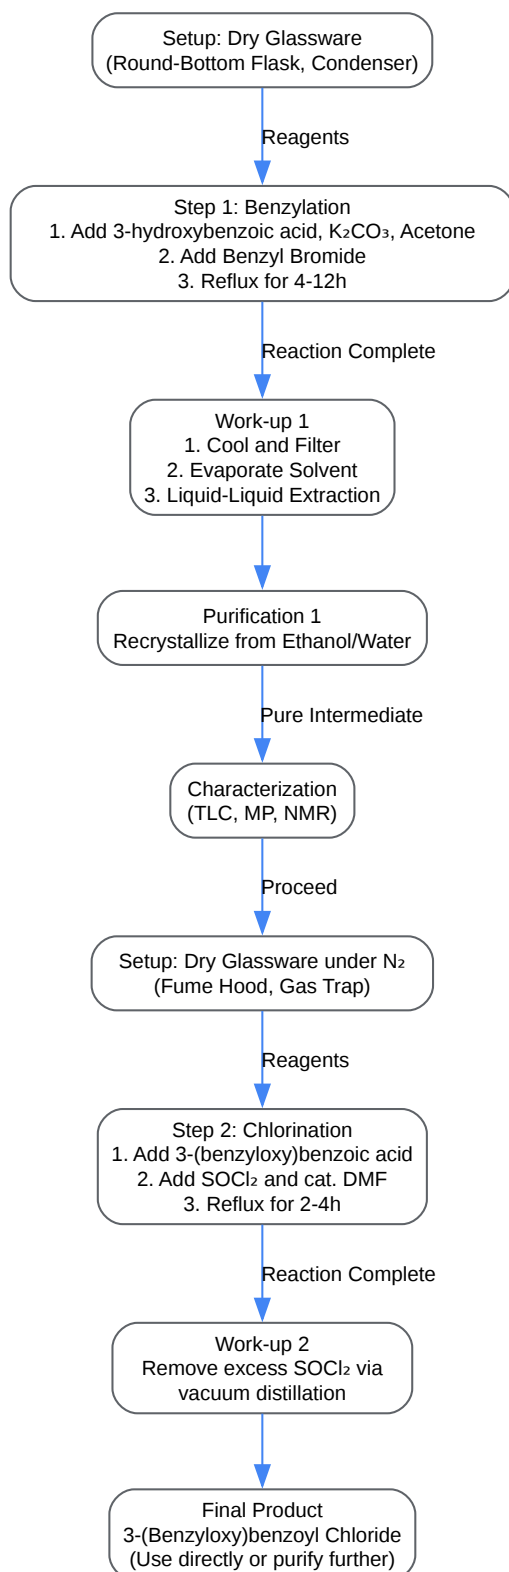 Setup: Dry Glassware
(Round-Bottom Flask, Condenser)
Reagents
Step 1: Benzylation
1. Add 3-hydroxybenzoic acid, K₂CO₃, Acetone
2. Add Benzyl Bromide
3. Reflux for 4-12h
Reaction Complete
Work-up 1
1. Cool and Filter
2. Evaporate Solvent
3. Liquid-Liquid Extraction
Purification 1
Recrystallize from Ethanol/Water
Pure Intermediate
Characterization
(TLC, MP, NMR)
Proceed
Setup: Dry Glassware under N₂
(Fume Hood, Gas Trap)
Reagents
Step 2: Chlorination
1. Add 3-(benzyloxy)benzoic acid
2. Add SOCl₂ and cat. DMF
3. Reflux for 2-4h
Reaction Complete
Work-up 2
Remove excess SOCl₂ via
vacuum distillation
Final Product
3-(Benzyloxy)benzoyl Chloride
(Use directly or purify further)